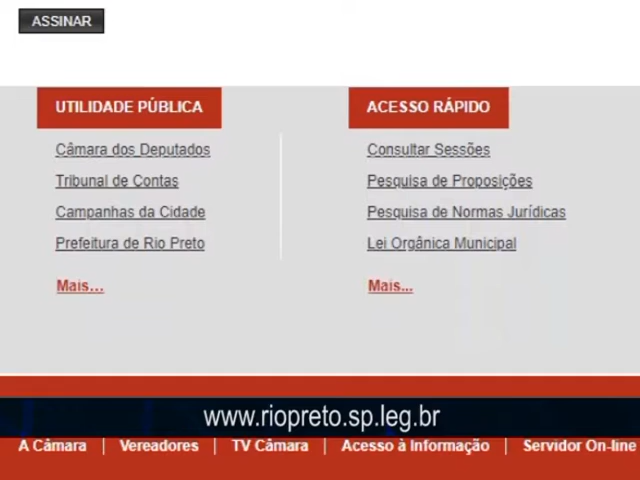 ASSINAR
UTILIDADE PÚBLICA
Câmara dos Deputados
Tribunal de Contas
Campanhas da Cidade
Prefeitura de Rio Preto
Mais...
ACESSO RÁPIDO
Consultar Sessões
Pesquisa de Proposições
Pesquisa de Normas Jurídicas
Lei Orgânica Municipal
Mais...
www.riopreto.sp.leg.br
A Câmara | Vereadores | TV Câmara | Acesso à Informação | Servidor On-line